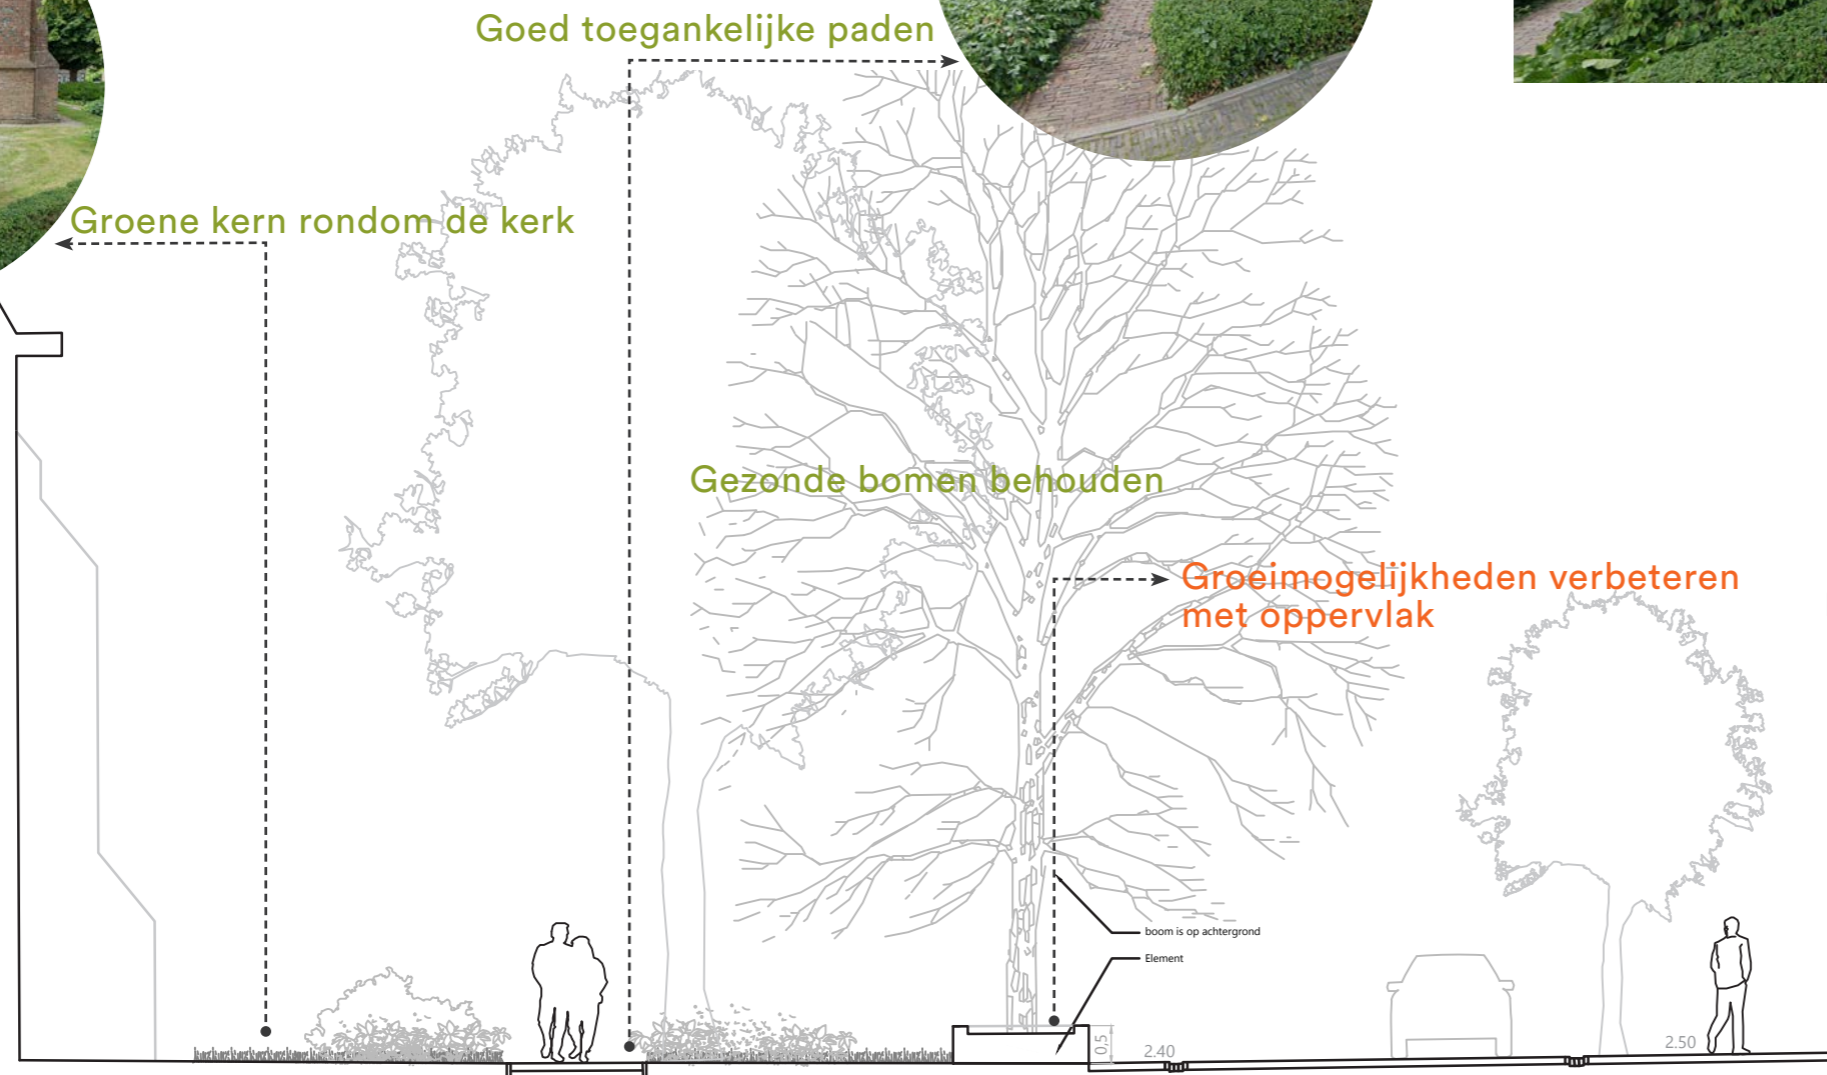 Goed toegankelijke paden
Groene kern rondom de kerk
Gezonde bomen behouden
Groeimogelijkheden verbeteren
met oppervlak
boom is op achtergrond
Element
0,5
2.40
2.50